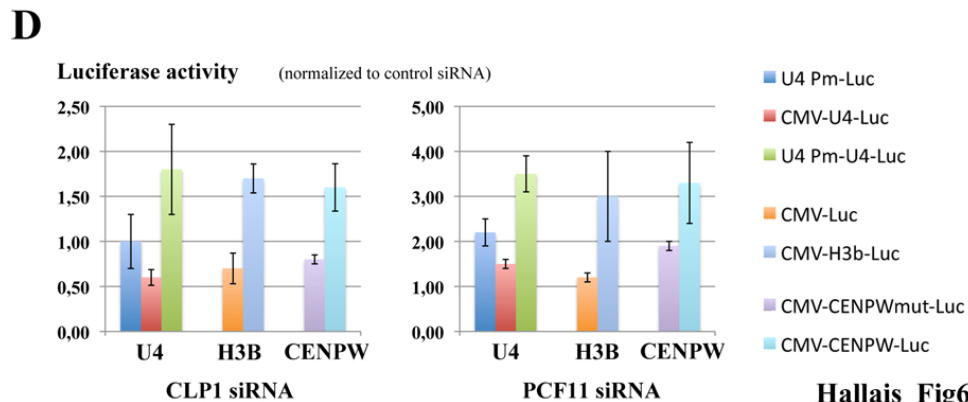 D
Luciferase activity (normalized to control siRNA)
2,50
2,00
1,50
1,00
0,50
0,00
U4 H3B CENPW
CLP1 siRNA
5,00
4,00
3,00
2,00
1,00
0,00
U4 H3B CENPW
PCF11 siRNA
U4 Pm-Luc
CMV-U4-Luc
U4 Pm-U4-Luc
CMV-Luc
CMV-H3b-Luc
CMV-CENPWmut-Luc
CMV-CENPW-Luc
Hallais_Fig6